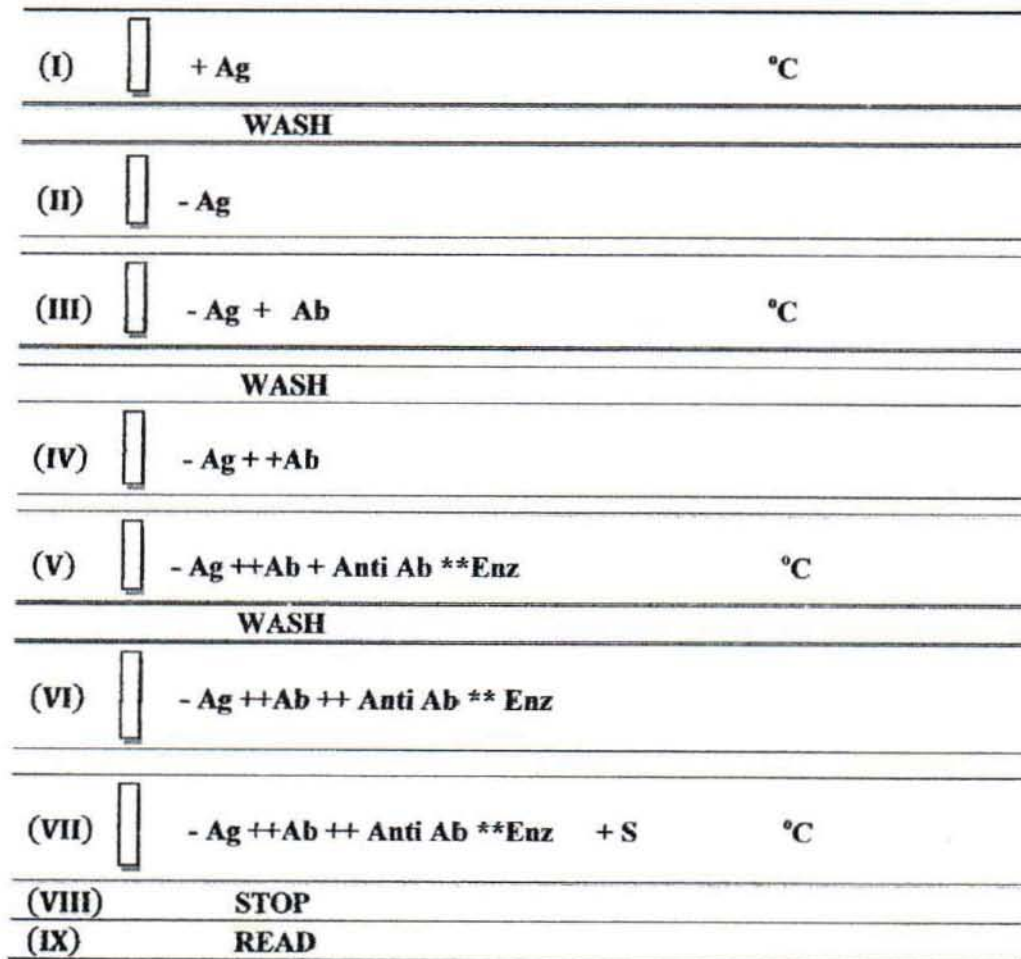 (I) + Ag °C
WASH
(II) - Ag
(III) - Ag + Ab °C
WASH
(IV) - Ag + +Ab
(V) - Ag ++Ab + Anti Ab **Enz °C
WASH
(VI) - Ag ++Ab ++ Anti Ab ** Enz
(VII) - Ag ++Ab ++ Anti Ab **Enz + S °C
(VIII) STOP
(IX) READ